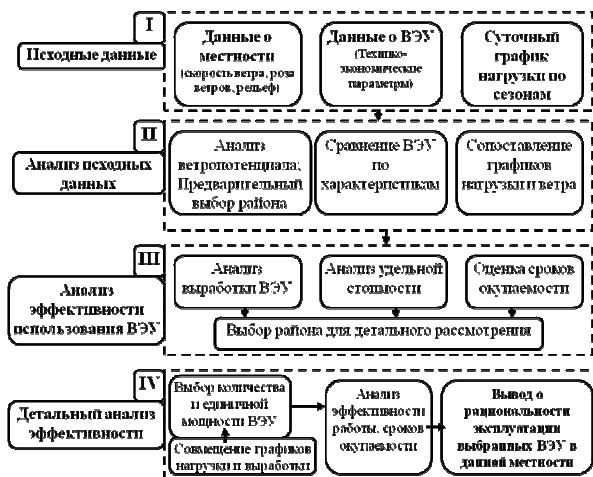 I
Исходные данные
Данные о
местности
(скорость ветра, роза
ветров, рельеф)
Данные о ВЭУ
(Технико-
экономические
параметры)
Суточный
график
нагрузки по
сезонам
II
Анализ исходных
данных
Анализ
ветропотенциала;
Предварительный
выбор района
Сравнение ВЭУ
по
характеристикам
Сопоставление
графиков
нагрузки и ветра
III
Анализ
эффективности
использования ВЭУ
Анализ
выработки ВЭУ
Анализ удельной
стоимости
Оценка сроков
окупаемости
Выбор района для детального рассмотрения
IV
Детальный анализ
эффективности
Выбор количества
и единичной
мощности ВЭУ
Совмещение графиков
нагрузки и выработки
Анализ
эффективности
работы, сроков
окупаемости
Вывод о
рациональности
эксплуатации
выбранных ВЭУ в
данной местности